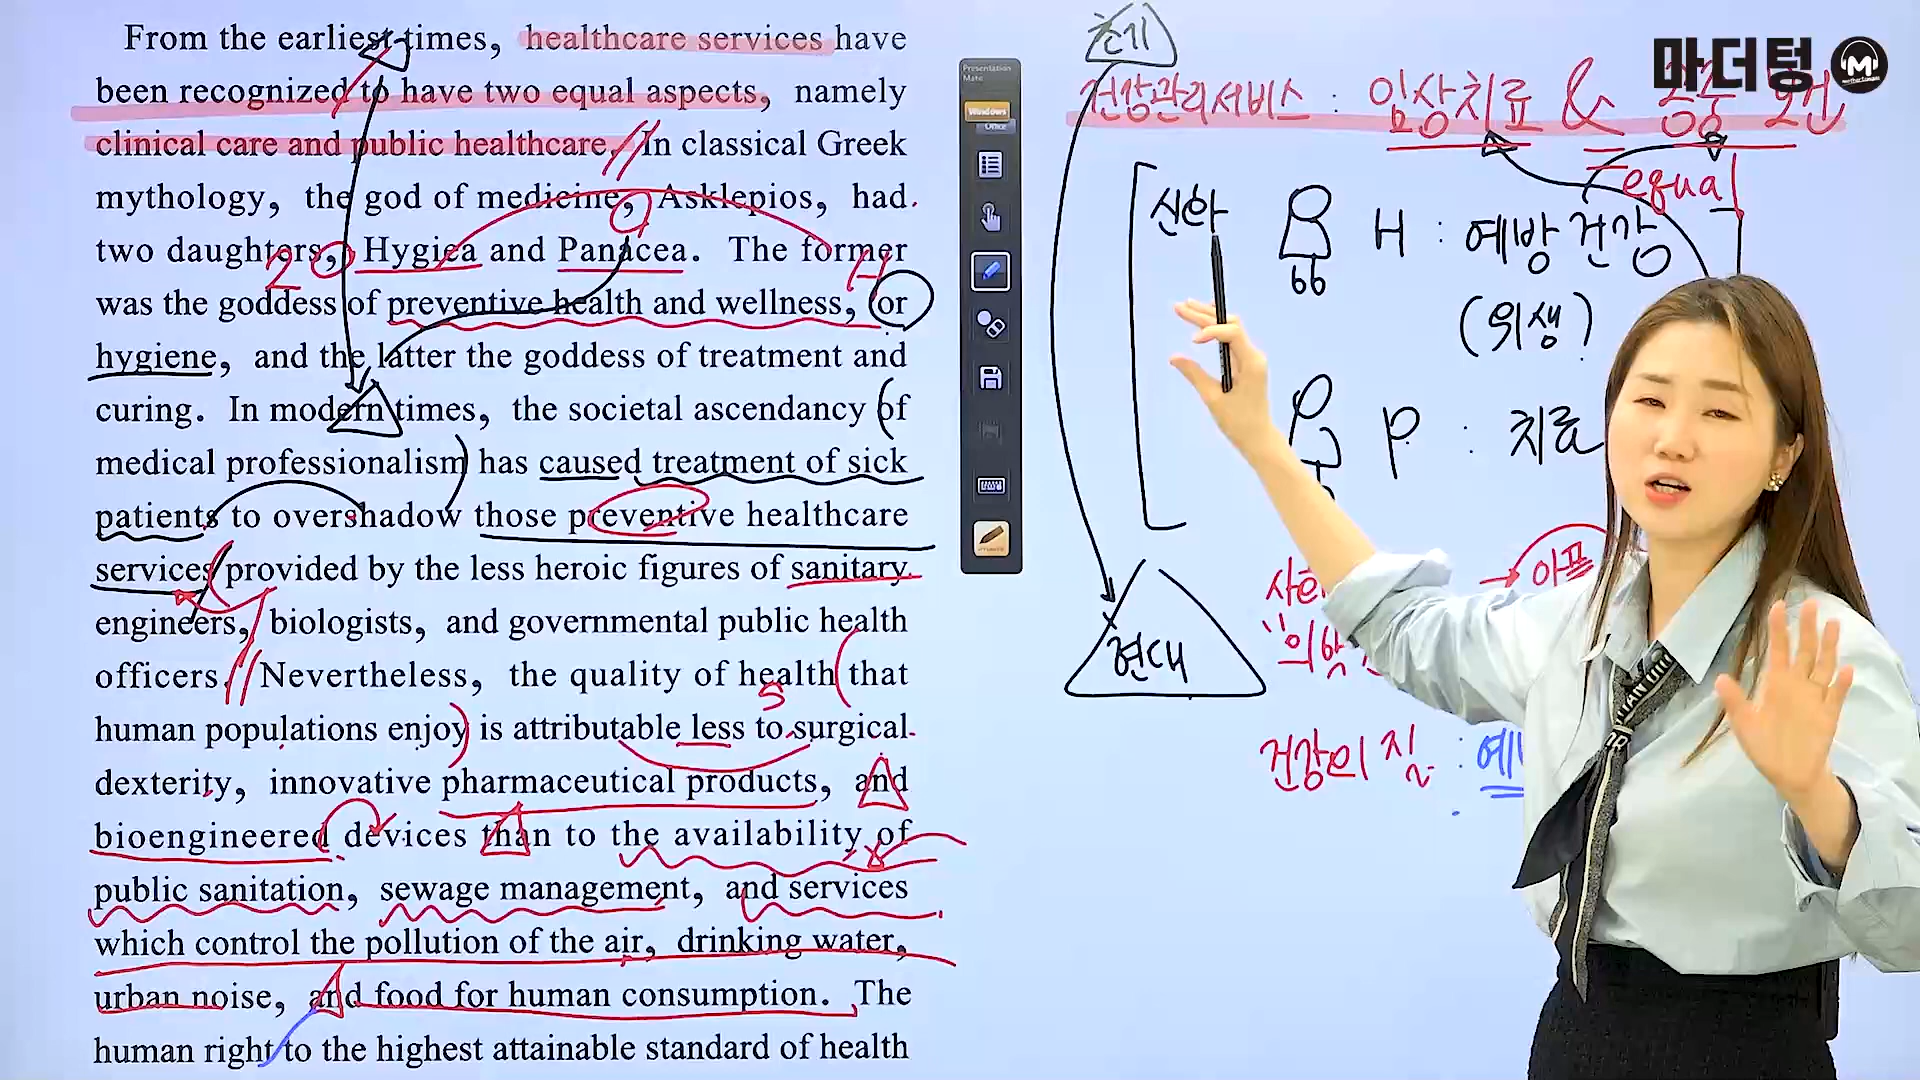 From the earliest times, healthcare services have
been recognized to have two equal aspects, namely
clinical care and public healthcare. In classical Greek
mythology, the god of medicine, Asklepios, had
two daughters, Hygiea and Panacea. The former
was the goddess of preventive health and wellness, or
hygiene, and the latter the goddess of treatment and
curing. In modern times, the societal ascendancy of
medical professionalism has caused treatment of sick
patients to overshadow those preventive healthcare
services provided by the less heroic figures of sanitary
engineers, biologists, and governmental public health
officers. Nevertheless, the quality of health that
human populations enjoy is attributable less to surgical
dexterity, innovative pharmaceutical products, and
bioengineered devices than to the availability of
public sanitation, sewage management, and services
which control the pollution of the air, drinking water,
urban noise, and food for human consumption. The
human right to the highest attainable standard of health
2
H
S
Presentation
Mate
Windows
Office
초기
마더텅
건강관리서비스 : 임상치료 & 공중 보건
= equal
신화
H : 예방 건강
(위생)
P : 치료
현대
건강의 질 :